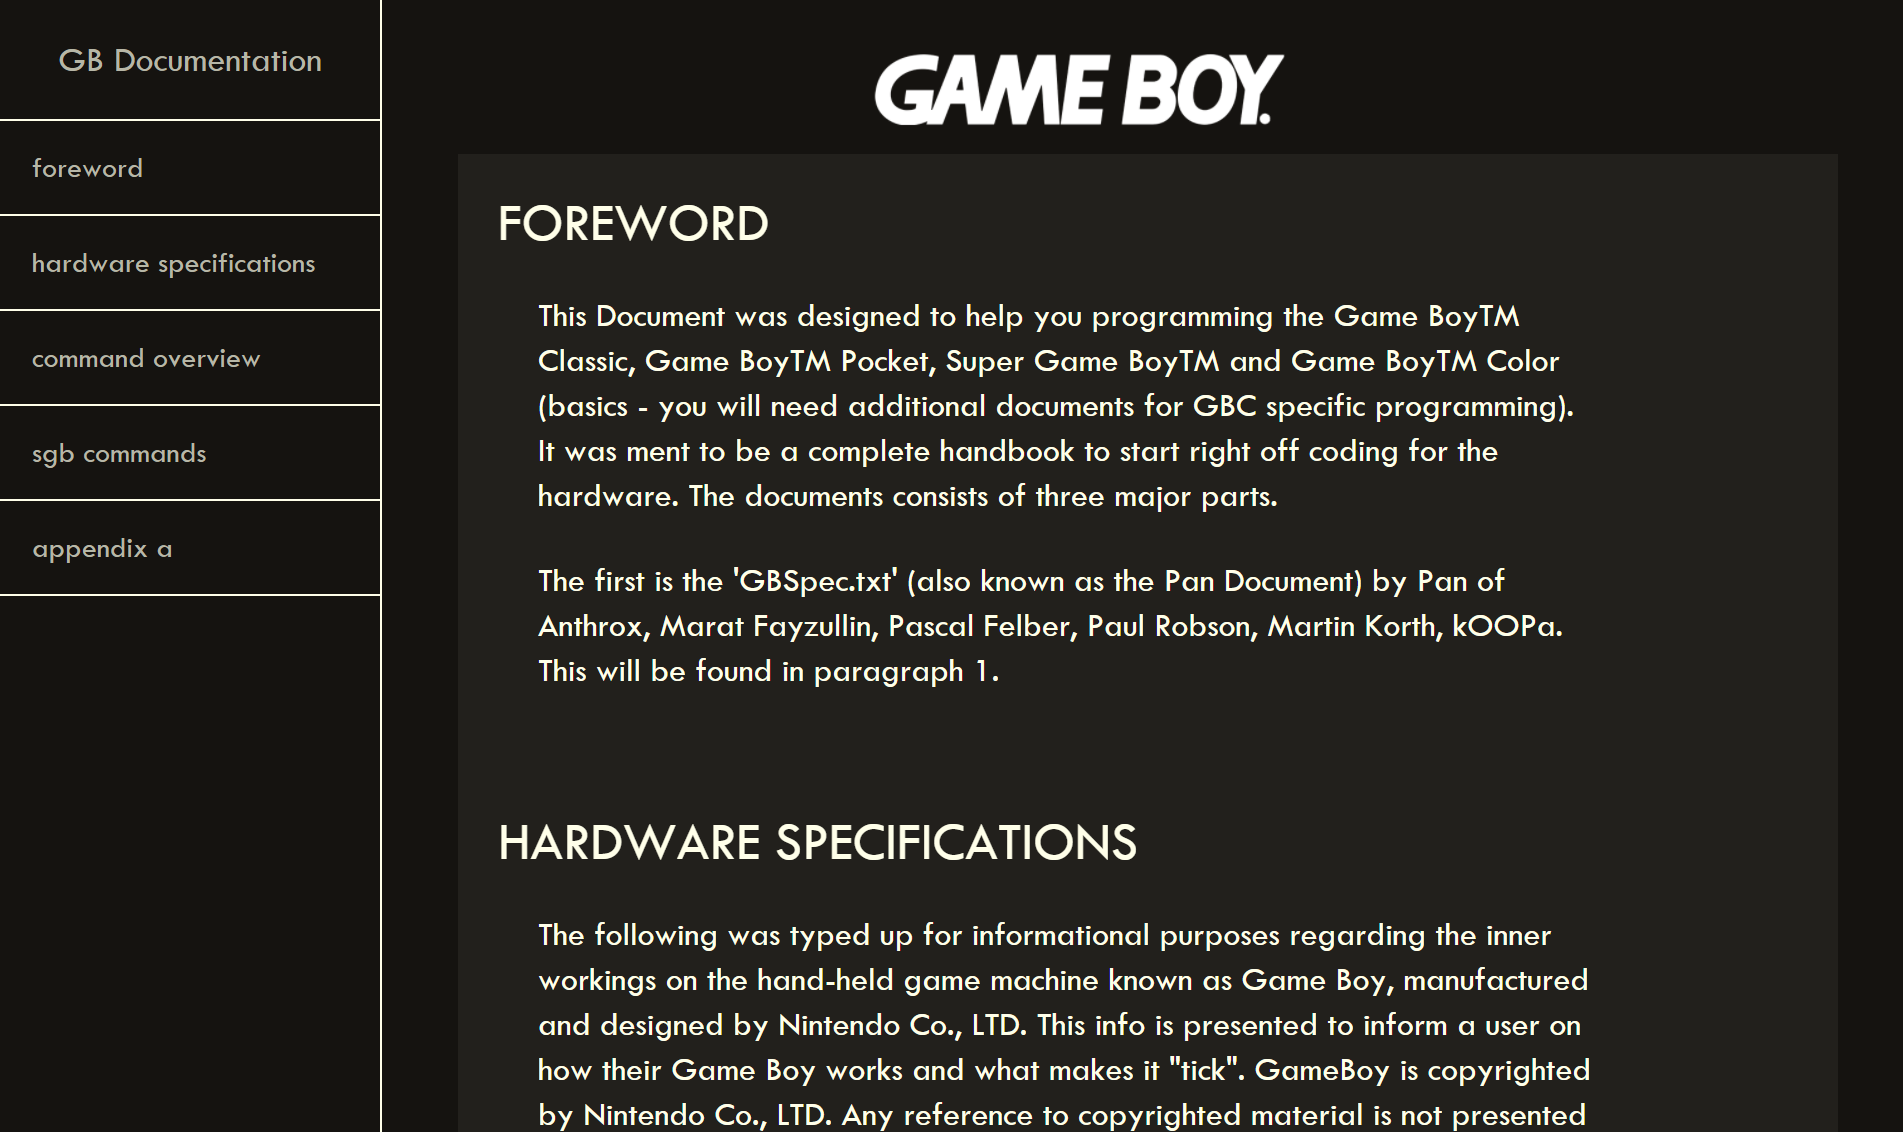 GB Documentation
foreword
hardware specifications
command overview
sgb commands
appendix a
GAME BOY.
FOREWORD
This Document was designed to help you programming the Game BoyTM
Classic, Game BoyTM Pocket, Super Game BoyTM and Game BoyTM Color
(basics - you will need additional documents for GBC specific programming).
It was ment to be a complete handbook to start right off coding for the
hardware. The documents consists of three major parts.
The first is the 'GBSpec.txt' (also known as the Pan Document) by Pan of
Anthrox, Marat Fayzullin, Pascal Felber, Paul Robson, Martin Korth, kOOPa.
This will be found in paragraph 1.
HARDWARE SPECIFICATIONS
The following was typed up for informational purposes regarding the inner
workings on the hand-held game machine known as Game Boy, manufactured
and designed by Nintendo Co., LTD. This info is presented to inform a user on
how their Game Boy works and what makes it "tick". GameBoy is copyrighted
by Nintendo Co., LTD. Any reference to copyrighted material is not presented